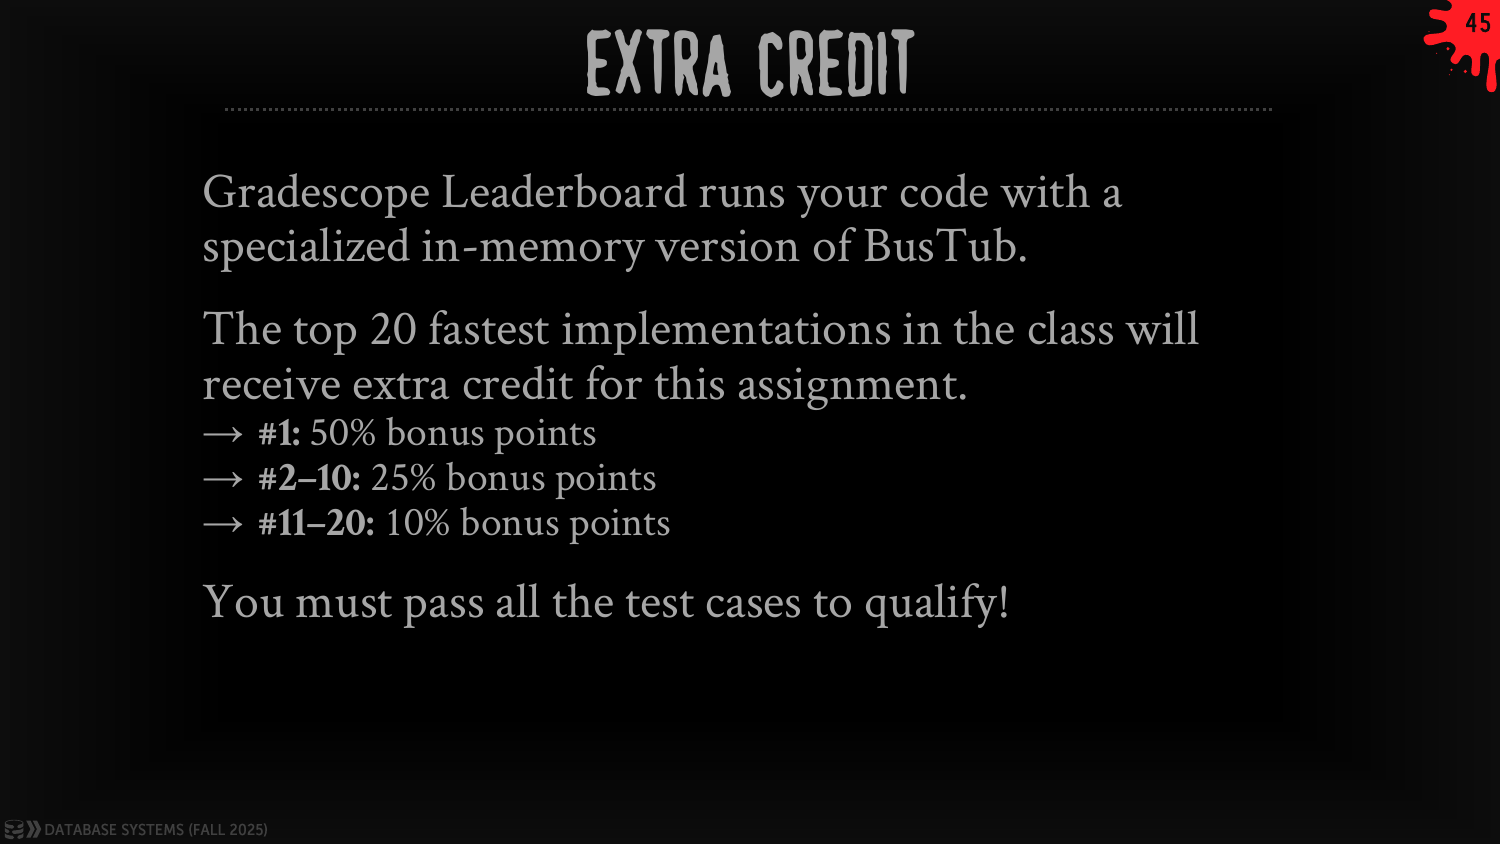 EXTRA CREDIT
45
Gradescope Leaderboard runs your code with a
specialized in-memory version of BusTub.
The top 20 fastest implementations in the class will
receive extra credit for this assignment.
→ #1: 50% bonus points
→ #2–10: 25% bonus points
→ #11–20: 10% bonus points
You must pass all the test cases to qualify!
DATABASE SYSTEMS (FALL 2025)